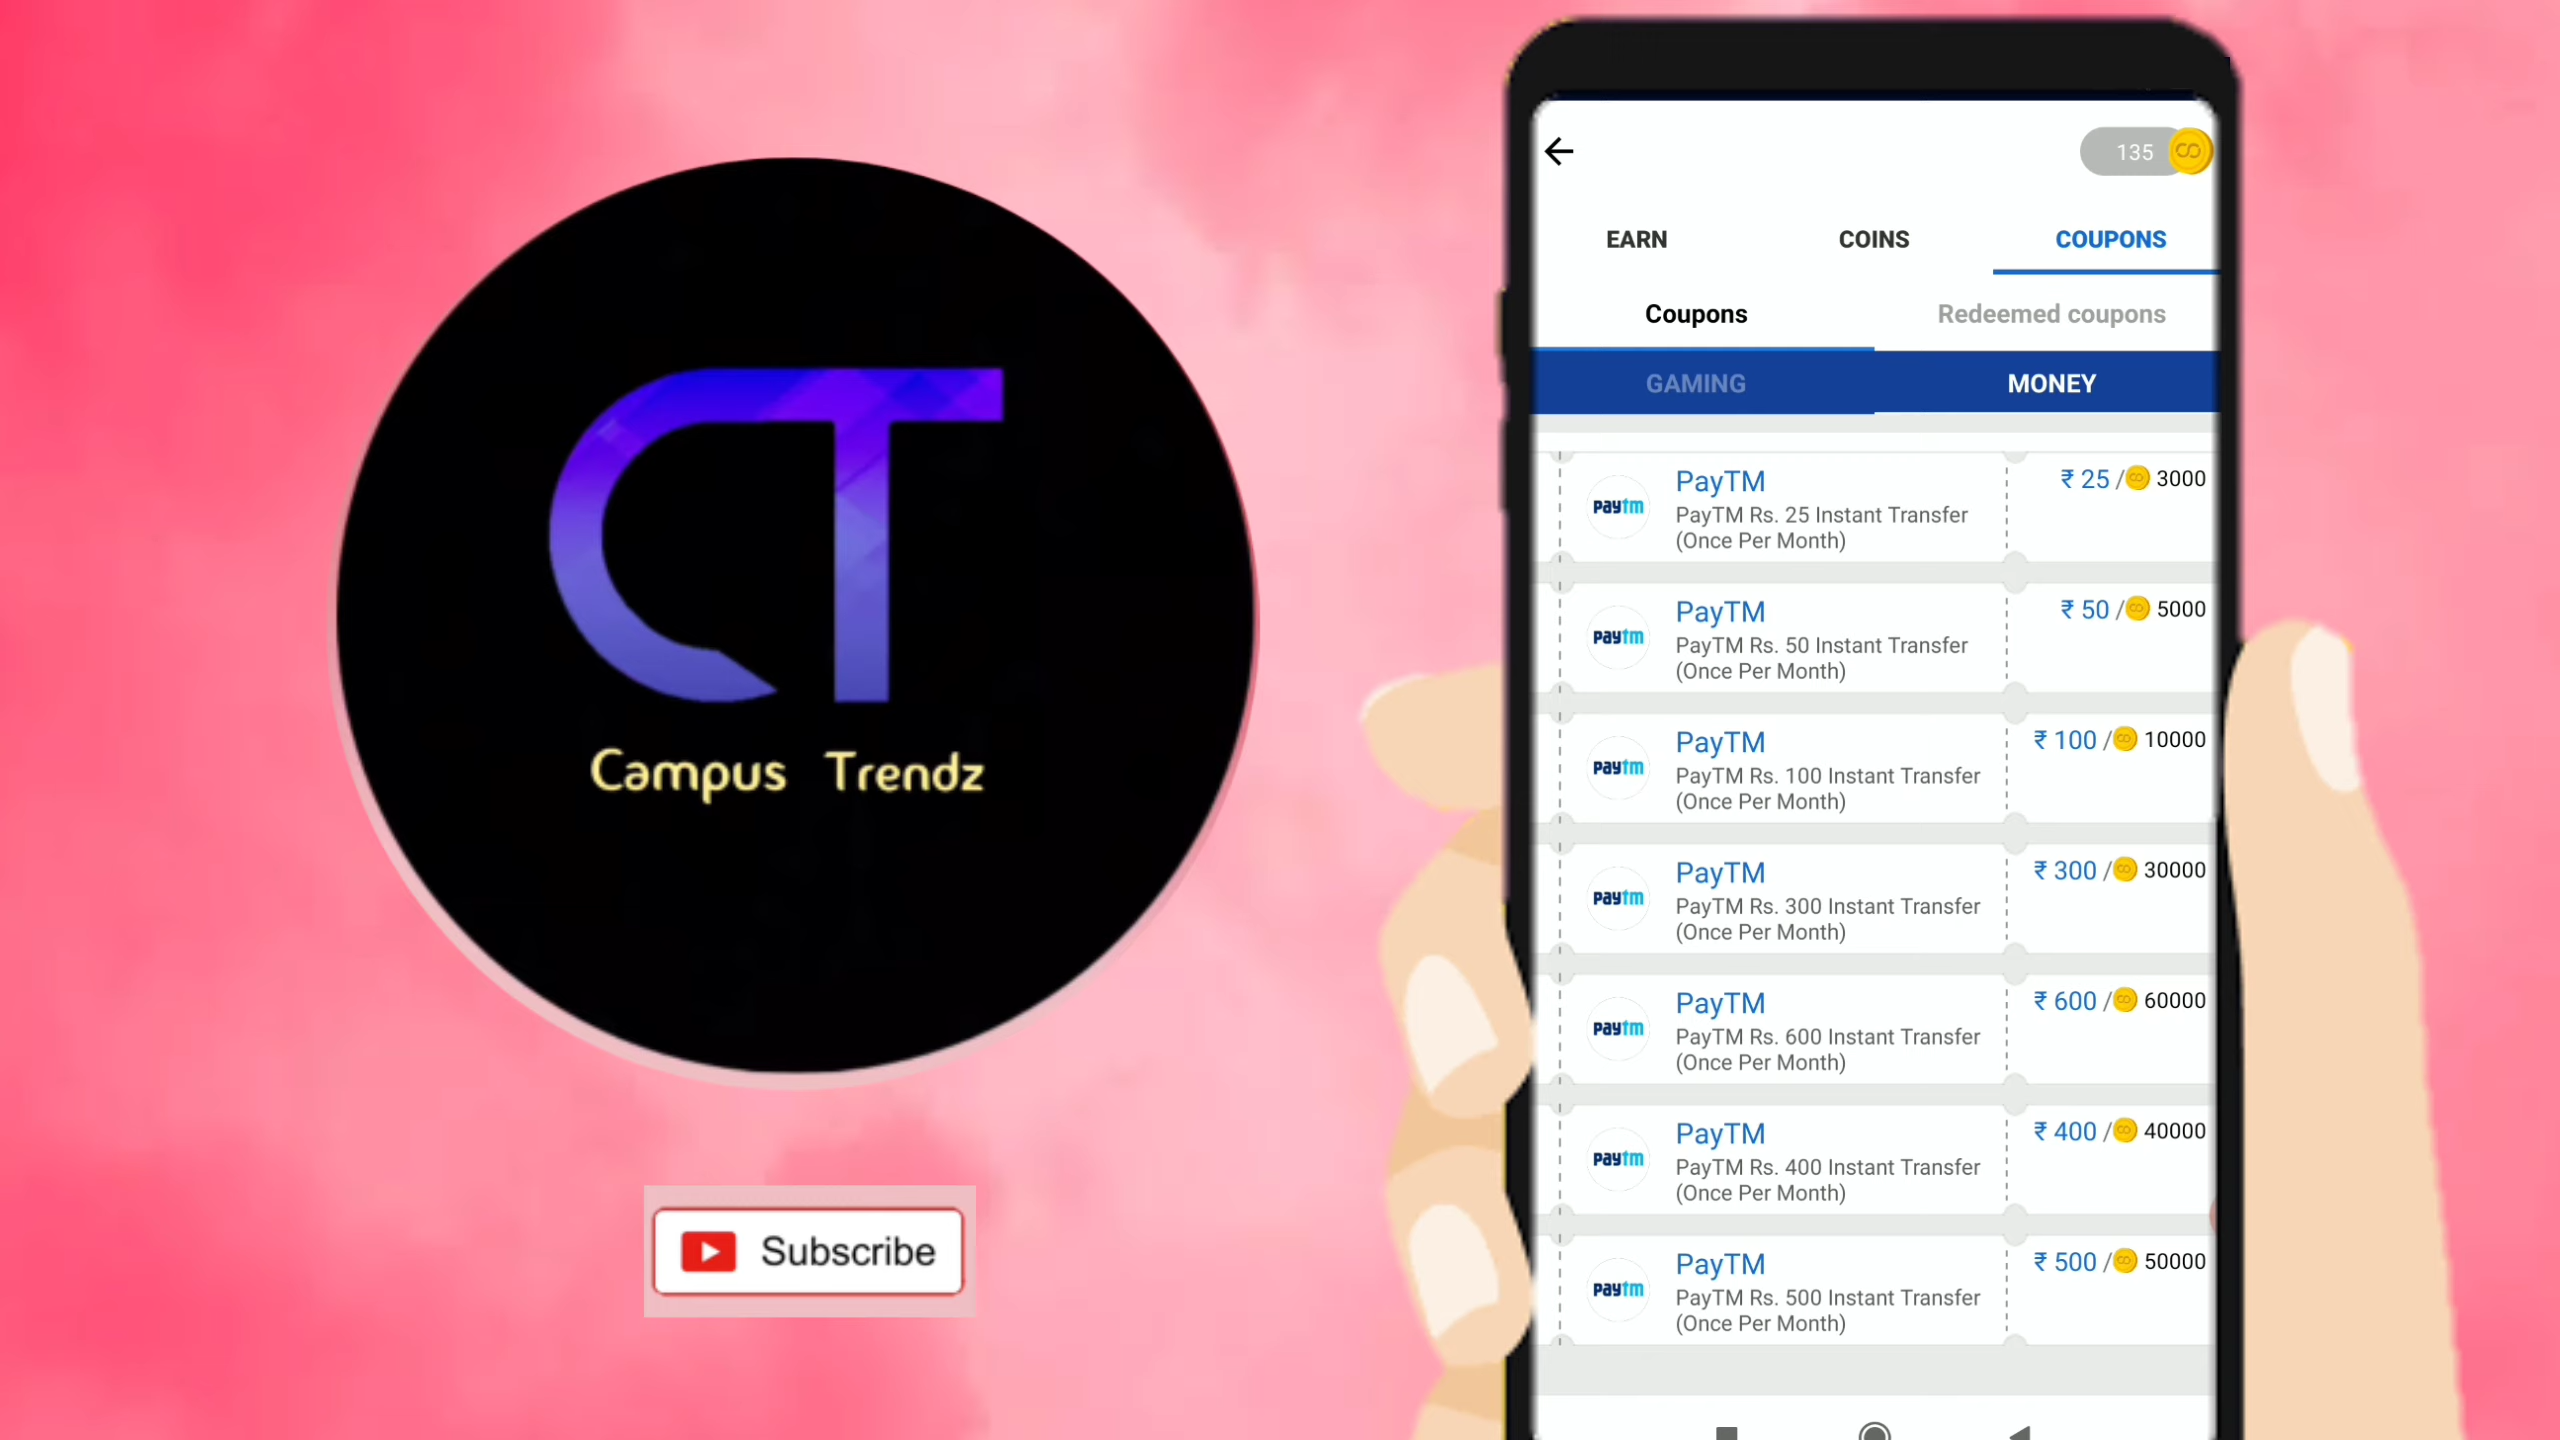 CT
Campus Trendz
Subscribe
135
EARN COINS COUPONS
Coupons Redeemed coupons
GAMING MONEY
paytm
PayTM
PayTM Rs. 25 Instant Transfer
(Once Per Month)
₹ 25 / 3000
paytm
PayTM
PayTM Rs. 50 Instant Transfer
(Once Per Month)
₹ 50 / 5000
paytm
PayTM
PayTM Rs. 100 Instant Transfer
(Once Per Month)
₹ 100 / 10000
paytm
PayTM
PayTM Rs. 300 Instant Transfer
(Once Per Month)
₹ 300 / 30000
paytm
PayTM
PayTM Rs. 600 Instant Transfer
(Once Per Month)
₹ 600 / 60000
paytm
PayTM
PayTM Rs. 400 Instant Transfer
(Once Per Month)
₹ 400 / 40000
paytm
PayTM
PayTM Rs. 500 Instant Transfer
(Once Per Month)
₹ 500 / 50000